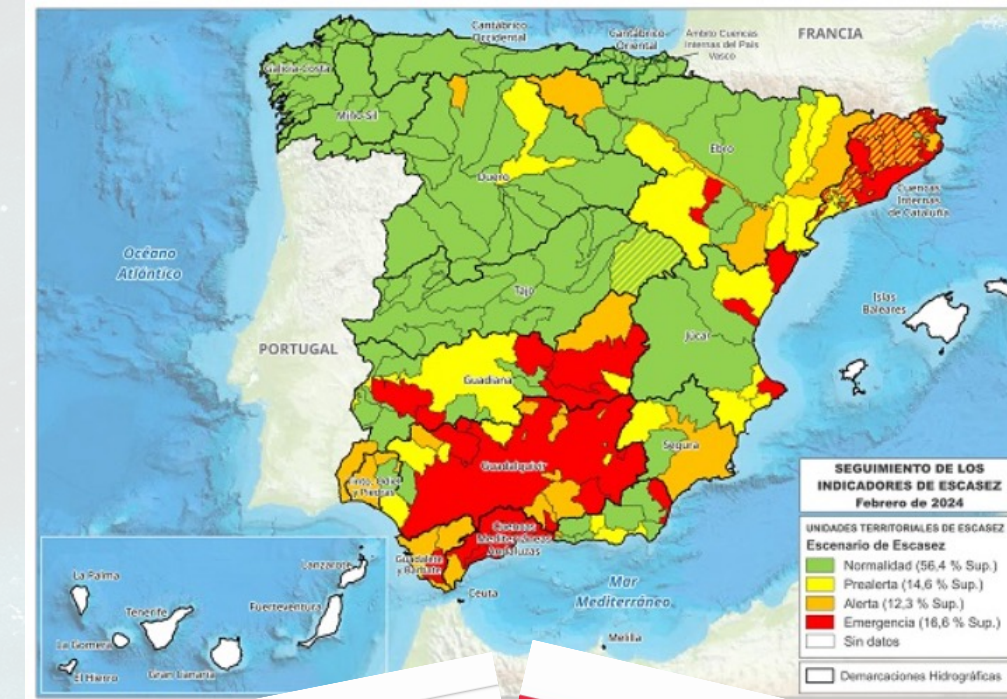 Cantábrico
Occidental
Cantábrico
Oriental
Ámbito Cuencas
Internas del País
Vasco
FRANCIA
Galicia-costa
Miño-Sil
Ebro
Duero
Cuencas
Internas
de Cataluña
Océano
Atlántico
Tajo
Islas
Baleares
Júcar
PORTUGAL
Guadiana
Segura
Guadalquivir
Tinto, Odiel
y Piedras
Cuencas
Mediterráneas
Andaluzas
Guadalete
y Barbate
Ceuta
Mar
Mediterráneo
Melilla
La Palma
Lanzarote
Tenerife
Fuerteventura
La Gomera
El Hierro
Gran Canaria
SEGUIMIENTO DE LOS
INDICADORES DE ESCASEZ
Febrero de 2024
UNIDADES TERRITORIALES DE ESCASEZ
Escenario de Escasez
Normalidad (56,4 % Sup.)
Prealerta (14,6 % Sup.)
Alerta (12,3 % Sup.)
Emergencia (16,6 % Sup.)
Sin datos
Demarcaciones Hidrográficas